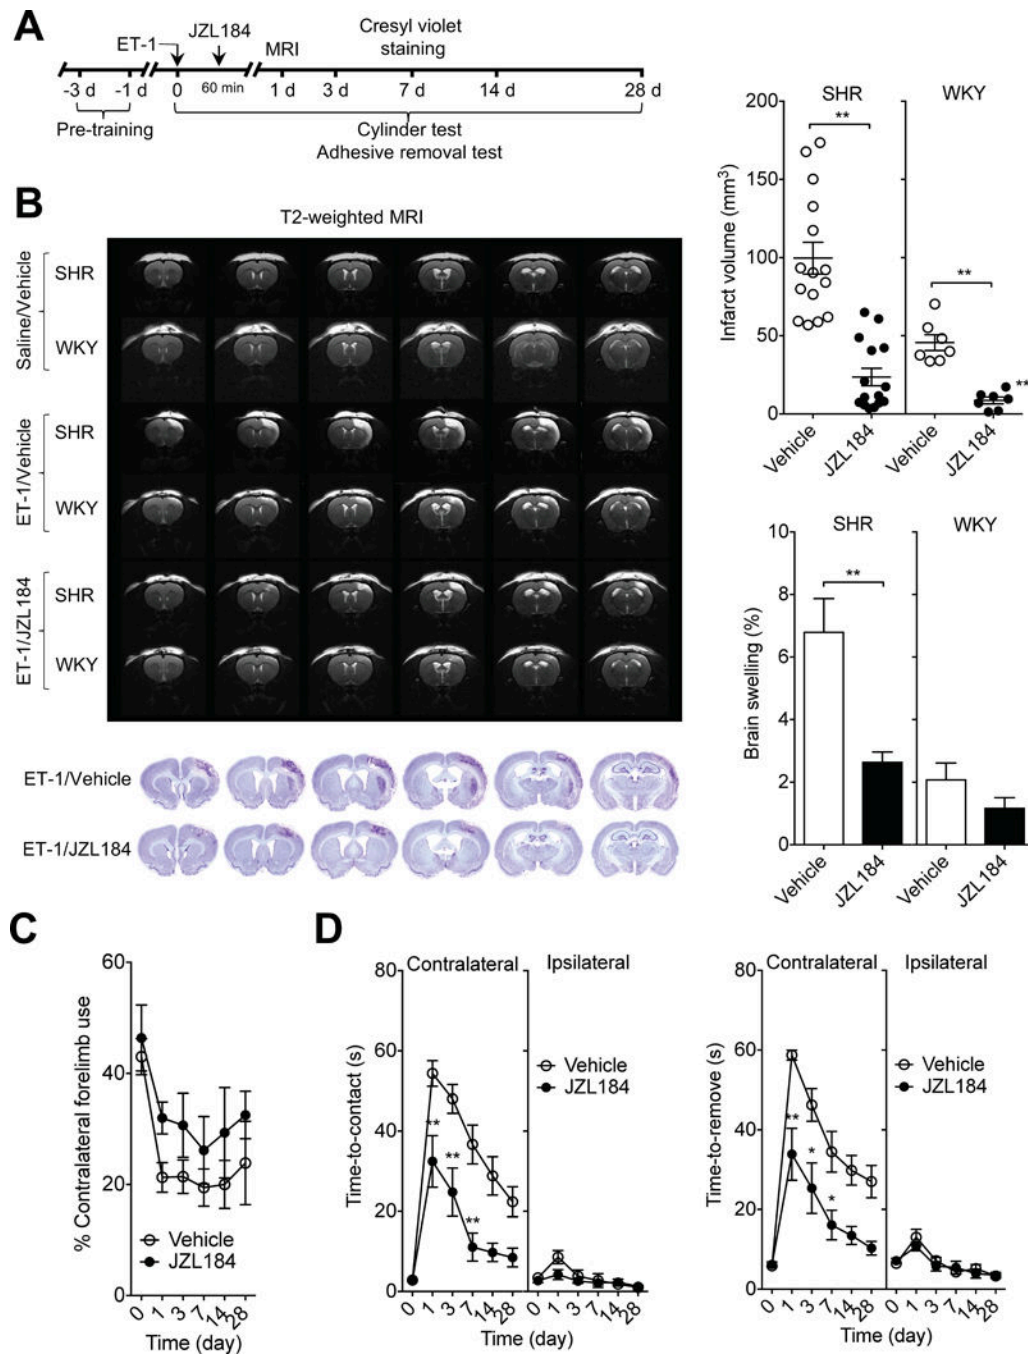 A
ET-1
JZL184
MRI
Cresyl violet
staining
-3 d
-1 d
0
60 min
1 d
3 d
7 d
14 d
28 d
Pre-training
Cylinder test
Adhesive removal test
B
T2-weighted MRI
Saline/Vehicle
SHR
WKY
ET-1/Vehicle
SHR
WKY
ET-1/JZL184
SHR
WKY
ET-1/Vehicle
ET-1/JZL184
SHR
WKY
Infarct volume (mm³)
200
150
100
50
0
**
**
**
Vehicle
JZL184
Vehicle
JZL184
SHR
WKY
Brain swelling (%)
10
8
6
4
2
0
**
Vehicle
JZL184
Vehicle
JZL184
C
% Contralateral forelimb use
60
40
20
0
Vehicle
JZL184
0 1 3 7 14 28
Time (day)
D
Contralateral
Ipsilateral
Time-to-contact (s)
80
60
40
20
0
Vehicle
JZL184
**
**
**
0 1 3 7 14 28 0 1 3 7 14 28
Time (day)
Contralateral
Ipsilateral
Time-to-remove (s)
80
60
40
20
0
Vehicle
JZL184
**
*
*
0 1 3 7 14 28 0 1 3 7 14 28
Time (day)